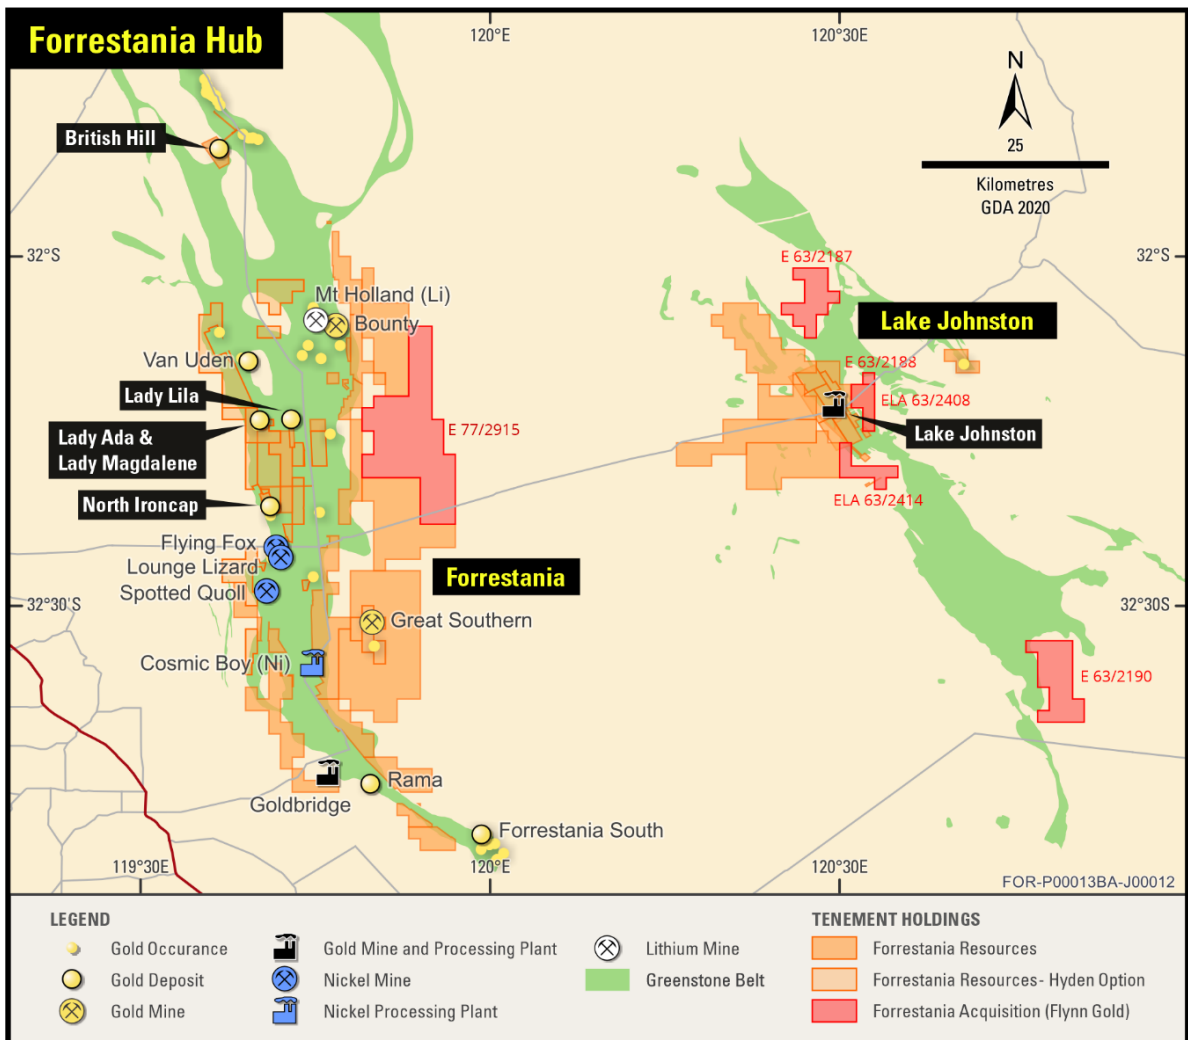 Forrestania Hub
120°E
120°30E
N
25
Kilometres
GDA 2020
British Hill
32°S
32°S
E 63/2187
Mt Holland (Li)
Bounty
Lake Johnston
Van Uden
E 63/2188
Lady Lila
ELA 63/2408
Lady Ada &
Lady Magdalene
E 77/2915
Lake Johnston
North Ironcap
ELA 63/2414
Flying Fox
Lounge Lizard
Forrestania
Spotted Quoll
32°30S
32°30S
Great Southern
Cosmic Boy (Ni)
E 63/2190
Rama
Goldbridge
Forrestania South
119°30E
120°E
120°30E
FOR-P00013BA-J00012
LEGEND
Gold Occurance
Gold Deposit
Gold Mine
Gold Mine and Processing Plant
Nickel Mine
Nickel Processing Plant
Lithium Mine
Greenstone Belt
TENEMENT HOLDINGS
Forrestania Resources
Forrestania Resources- Hyden Option
Forrestania Acquisition (Flynn Gold)